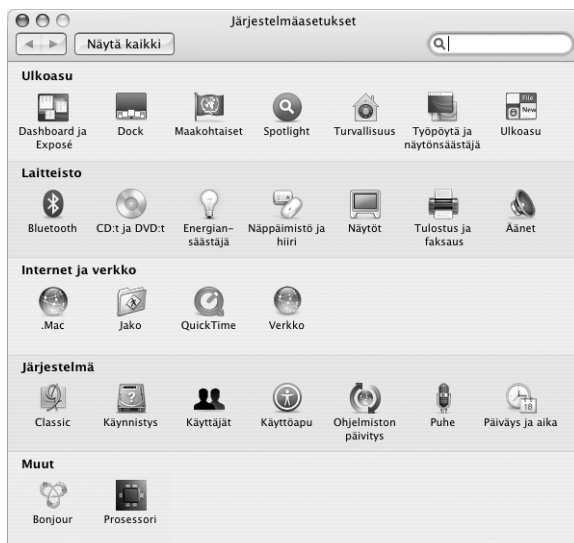 Järjestelmäasetukset
Näytä kaikki
Ulkoasu
Dashboard ja Exposé
Dock
Maakohtaiset
Spotlight
Turvallisuus
Työpöytä ja näytönsäästäjä
File
New
Ulkoasu
Laitteisto
Bluetooth
CD:t ja DVD:t
Energian-
säästäjä
Näppäimistö ja
hiiri
Näytöt
Tulostus ja
faksaus
Äänet
Internet ja verkko
.Mac
Jako
QuickTime
Verkko
Järjestelmä
Classic
Käynnistys
Käyttäjät
Käyttöapu
Ohjelmiston
päivitys
Puhe
18
Päiväys ja aika
Muut
Bonjour
Prosessori